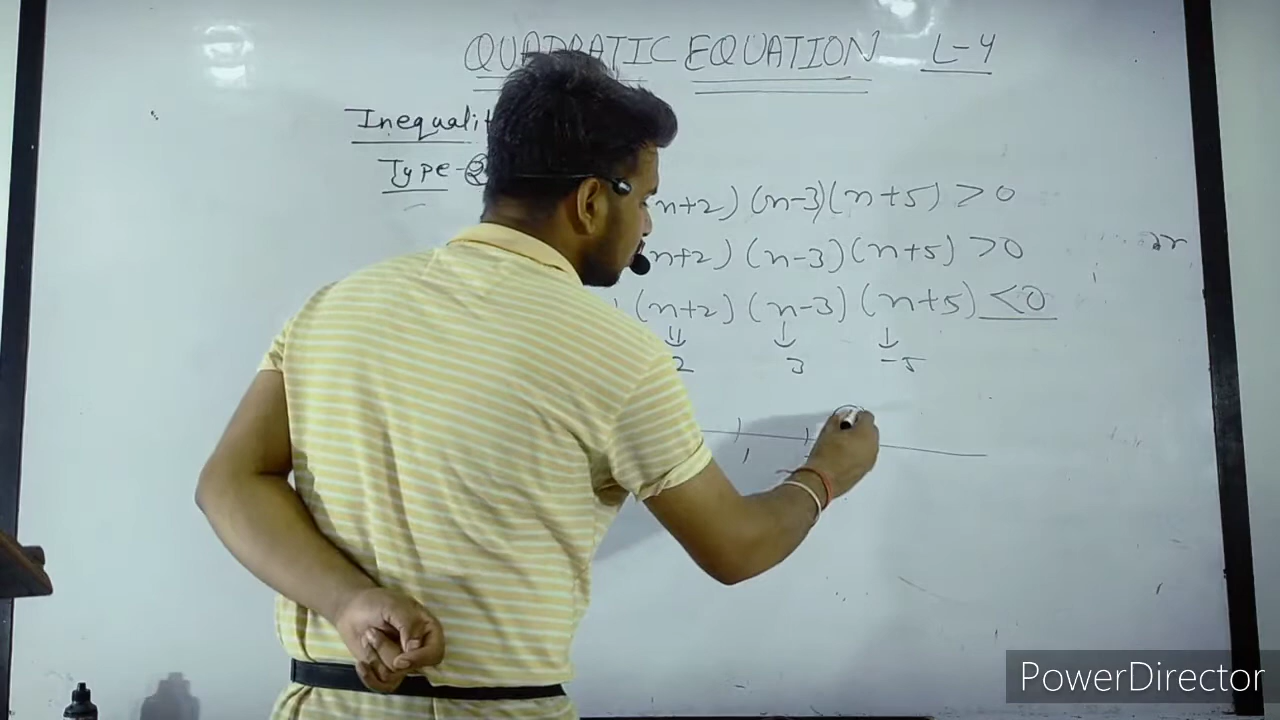 QUADRATIC EQUATION L-4
Inequalit
Type-②
n+2) (n-3)(n+5) >0
n+2) (n-3)(n+5) >0
(n+2) (n-3) (n+5) <0
2 3 -5
PowerDirector